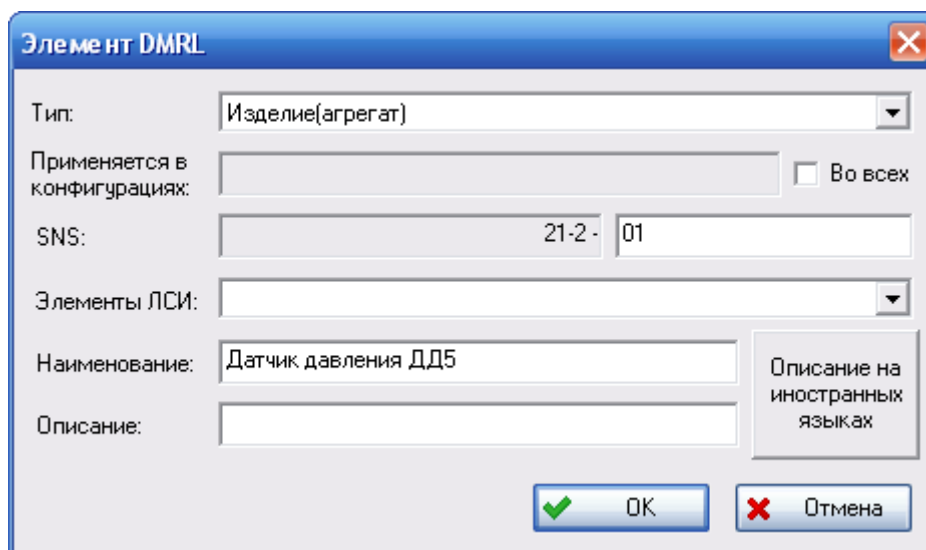 Элемент DMRL
Тип: Изделие(агрегат)
Применяется в
конфигурациях:
Во всех
SNS: 21-2 - 01
Элементы ЛСИ:
Наименование: Датчик давления ДД5
Описание:
Описание на
иностранных
языках
OK Отмена